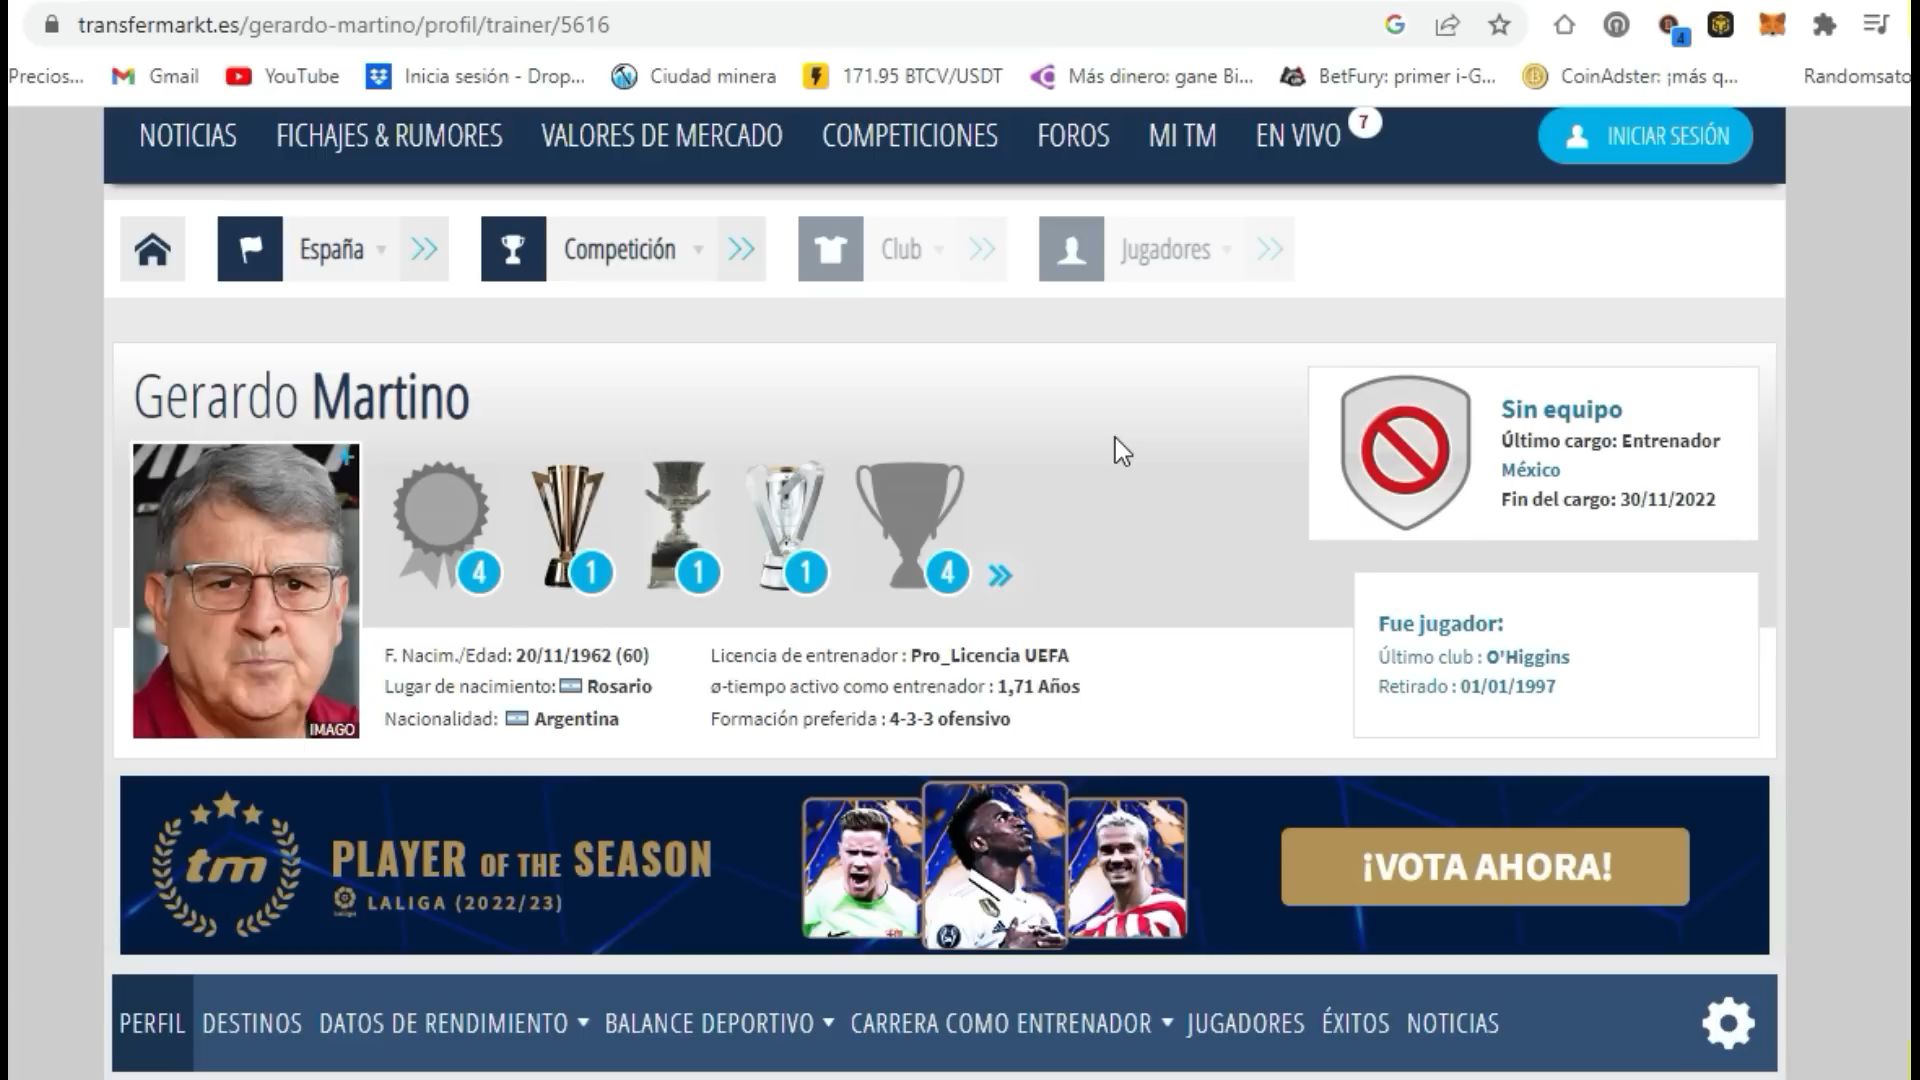 transfermarkt.es/gerardo-martino/profil/trainer/5616
4
Precios... Gmail YouTube Inicia sesión - Drop... Ciudad minera 171.95 BTCV/USDT Más dinero: gane Bi... BetFury: primer i-G... CoinAdster: ¡más q... Randomsato
NOTICIAS FICHAJES & RUMORES VALORES DE MERCADO COMPETICIONES FOROS MI TM EN VIVO 7 INICIAR SESIÓN
España Competición Club Jugadores
Gerardo Martino
4 1 1 1 4
Sin equipo
Último cargo: Entrenador
México
Fin del cargo: 30/11/2022
IMAGO
F. Nacim./Edad: 20/11/1962 (60)
Lugar de nacimiento: Rosario
Nacionalidad: Argentina
Licencia de entrenador : Pro_Licencia UEFA
ø-tiempo activo como entrenador : 1,71 Años
Formación preferida : 4-3-3 ofensivo
Fue jugador:
Último club : O'Higgins
Retirado : 01/01/1997
tm
PLAYER OF THE SEASON
LALIGA (2022/23)
¡VOTA AHORA!
PERFIL DESTINOS DATOS DE RENDIMIENTO BALANCE DEPORTIVO CARRERA COMO ENTRENADOR JUGADORES ÉXITOS NOTICIAS